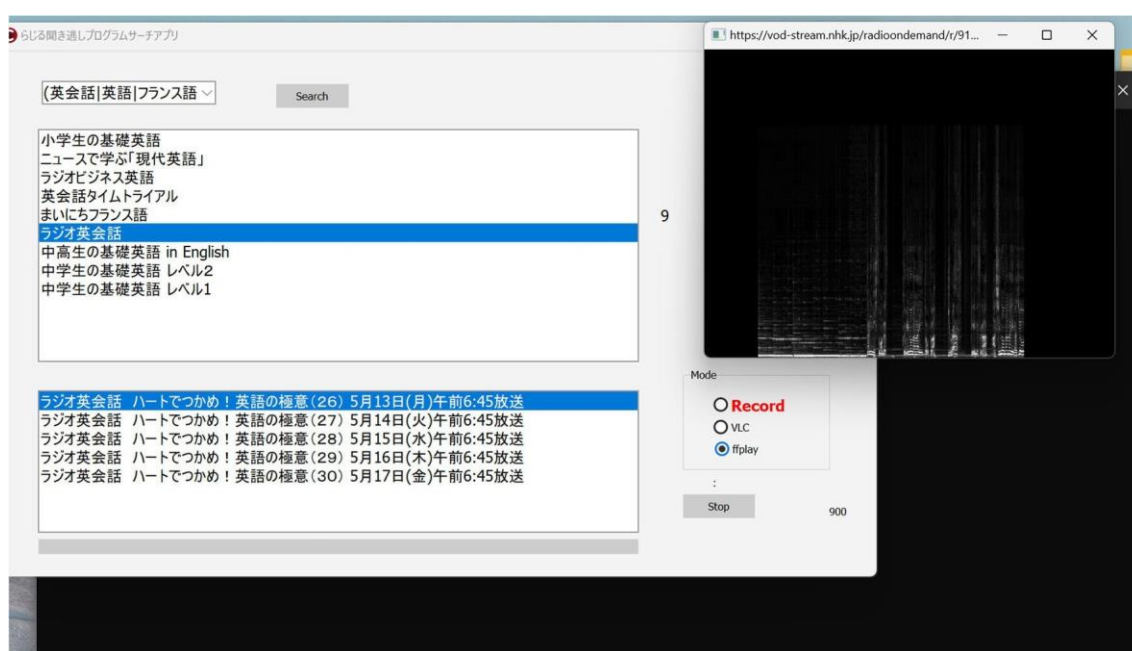 らじる聞き逃しプログラムサーチアプリ
https://vod-stream.nhk.jp/radioondemand/r/91...
(英会話|英語|フランス語
Search
小学生の基礎英語
ニュースで学ぶ「現代英語」
ラジオビジネス英語
英会話タイムトライアル
まいにちフランス語
ラジオ英会話
中高生の基礎英語 in English
中学生の基礎英語 レベル2
中学生の基礎英語 レベル1
9
ラジオ英会話 ハートでつかめ！英語の極意(26) 5月13日(月)午前6:45放送
ラジオ英会話 ハートでつかめ！英語の極意(27) 5月14日(火)午前6:45放送
ラジオ英会話 ハートでつかめ！英語の極意(28) 5月15日(水)午前6:45放送
ラジオ英会話 ハートでつかめ！英語の極意(29) 5月16日(木)午前6:45放送
ラジオ英会話 ハートでつかめ！英語の極意(30) 5月17日(金)午前6:45放送
Mode
Record
VLC
ffplay
:
Stop
900